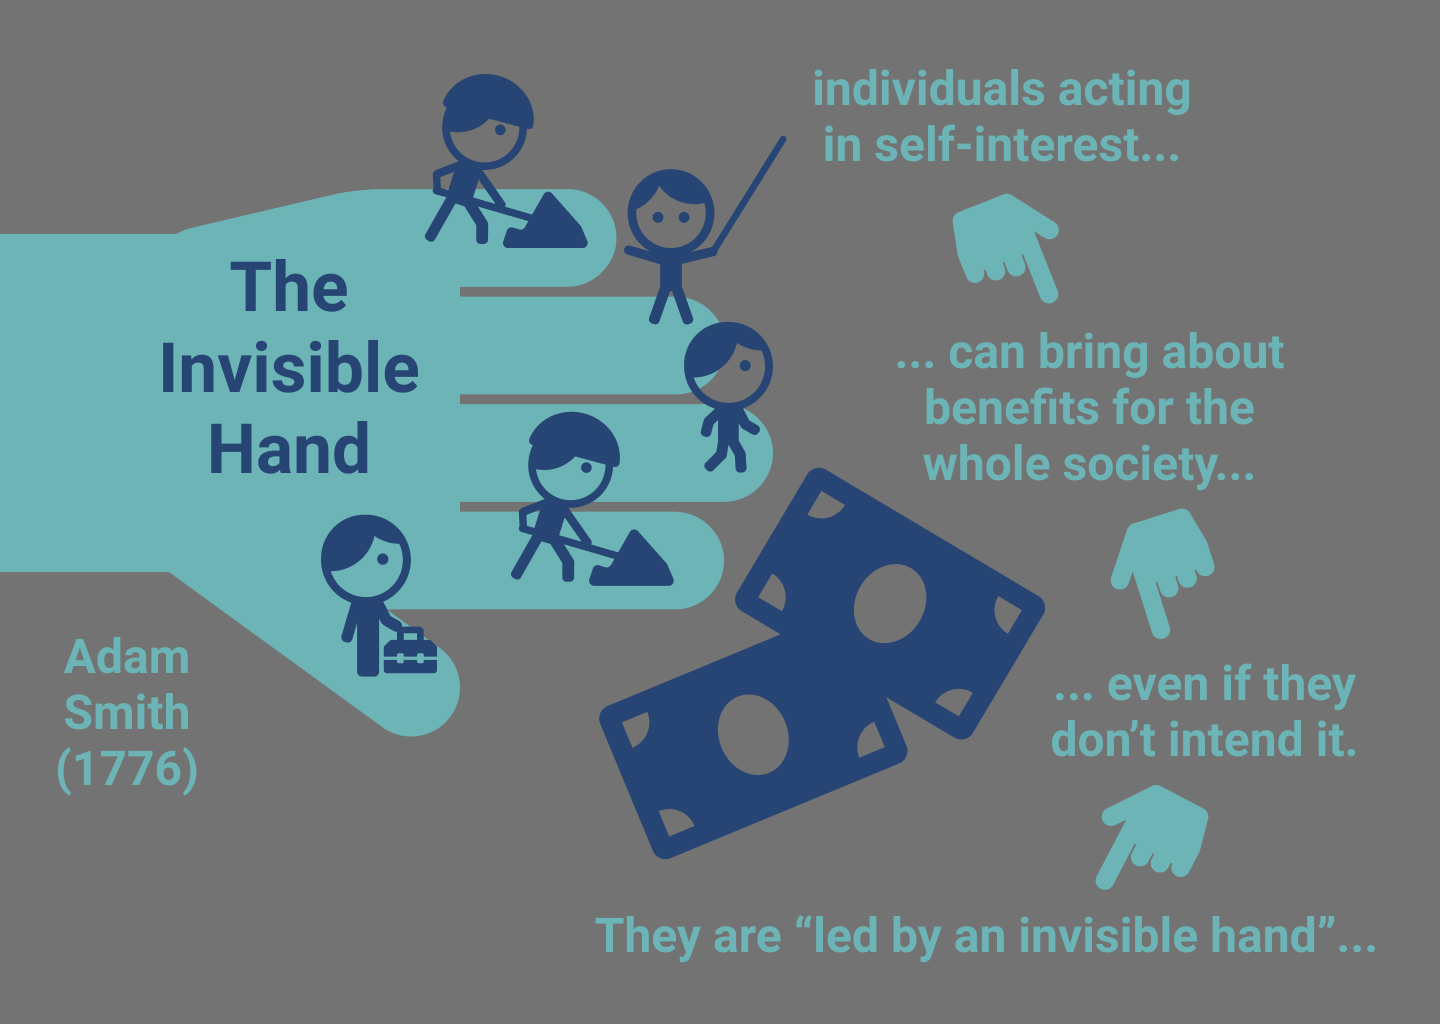 The
Invisible
Hand
Adam
Smith
(1776)
individuals acting
in self-interest...
... can bring about
benefits for the
whole society...
... even if they
don’t intend it.
They are “led by an invisible hand”...